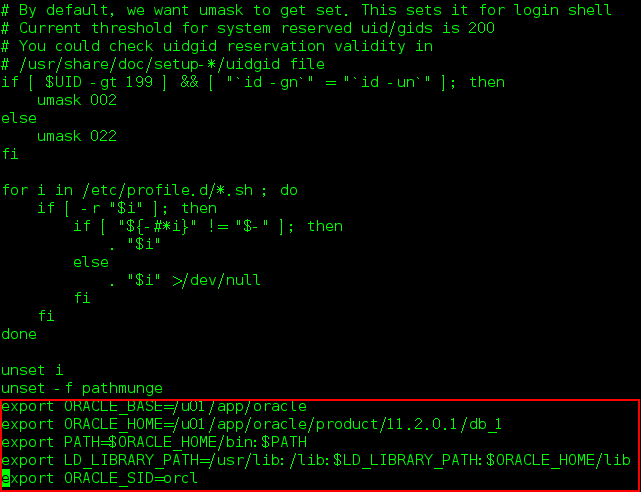 # By default, we want umask to get set. This sets it for login shell
# Current threshold for system reserved uid/gids is 200
# You could check uidgid reservation validity in
# /usr/share/doc/setup-*/uidgid file
if [ $UID -gt 199 ] && [ "`id -gn`" = "`id -un`" ]; then
    umask 002
else
    umask 022
fi

for i in /etc/profile.d/*.sh ; do
    if [ -r "$i" ]; then
        if [ "${-#*i}" != "$-" ]; then
            . "$i"
        else
            . "$i" >/dev/null
        fi
    fi
done

unset i
unset -f pathmunge
export ORACLE_BASE=/u01/app/oracle
export ORACLE_HOME=/u01/app/oracle/product/11.2.0.1/db_1
export PATH=$ORACLE_HOME/bin:$PATH
export LD_LIBRARY_PATH=/usr/lib:/lib:$LD_LIBRARY_PATH:$ORACLE_HOME/lib
export ORACLE_SID=orcl